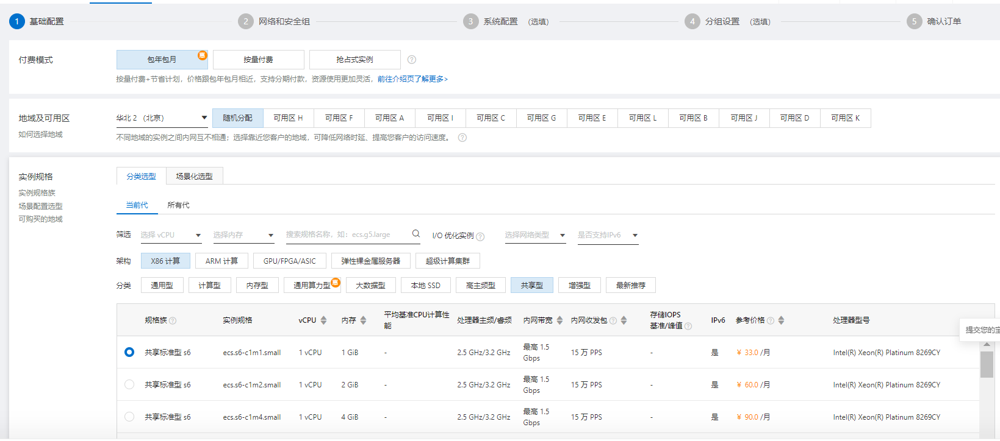 1 基础配置
2 网络和安全组
3 系统配置 (选填)
4 分组设置 (选填)
5 确认订单
付费模式
包年包月 惠
按量付费
抢占式实例
?
按量付费+节省计划，价格跟包年包月相近，支持分期付款，资源使用更加灵活，前往介绍页了解更多>
地域及可用区
如何选择地域
华北 2 （北京）
随机分配 可用区 H 可用区 F 可用区 A 可用区 I 可用区 C 可用区 G 可用区 E 可用区 L 可用区 B 可用区 J 可用区 D 可用区 K
不同地域的实例之间内网互不相通；选择靠近您客户的地域，可降低网络时延、提高您客户的访问速度。 ?
实例规格
实例规格族
场景配置选型
可购买的地域
分类选型 场景化选型
当前代 所有代
筛选 选择 vCPU 选择内存 搜索规格名称，如：ecs.g5.large I/O 优化实例 ? 选择网络类型 是否支持IPv6
架构 X86 计算 ARM 计算 GPU/FPGA/ASIC 弹性裸金属服务器 超级计算集群
分类 通用型 计算型 内存型 通用算力型 惠 大数据型 本地 SSD 高主频型 共享型 增强型 最新推荐
规格族 ? 实例规格 vCPU 内存 平均基准CPU计算性能 处理器主频/睿频 内网带宽 内网收发包 ? 存储IOPS 基准/峰值 ? IPv6 参考价格 ? 处理器型号
提交您的宝
共享标准型 s6 ecs.s6-c1m1.small 1 vCPU 1 GiB - 2.5 GHz/3.2 GHz 最高 1.5 Gbps 15 万 PPS - 是 ¥ 33.0 /月 Intel(R) Xeon(R) Platinum 8269CY
共享标准型 s6 ecs.s6-c1m2.small 1 vCPU 2 GiB - 2.5 GHz/3.2 GHz 最高 1.5 Gbps 15 万 PPS - 是 ¥ 60.0 /月 Intel(R) Xeon(R) Platinum 8269CY
共享标准型 s6 ecs.s6-c1m4.small 1 vCPU 4 GiB - 2.5 GHz/3.2 GHz 最高 1.5 Gbps 15 万 PPS - 是 ¥ 90.0 /月 Intel(R) Xeon(R) Platinum 8269CY